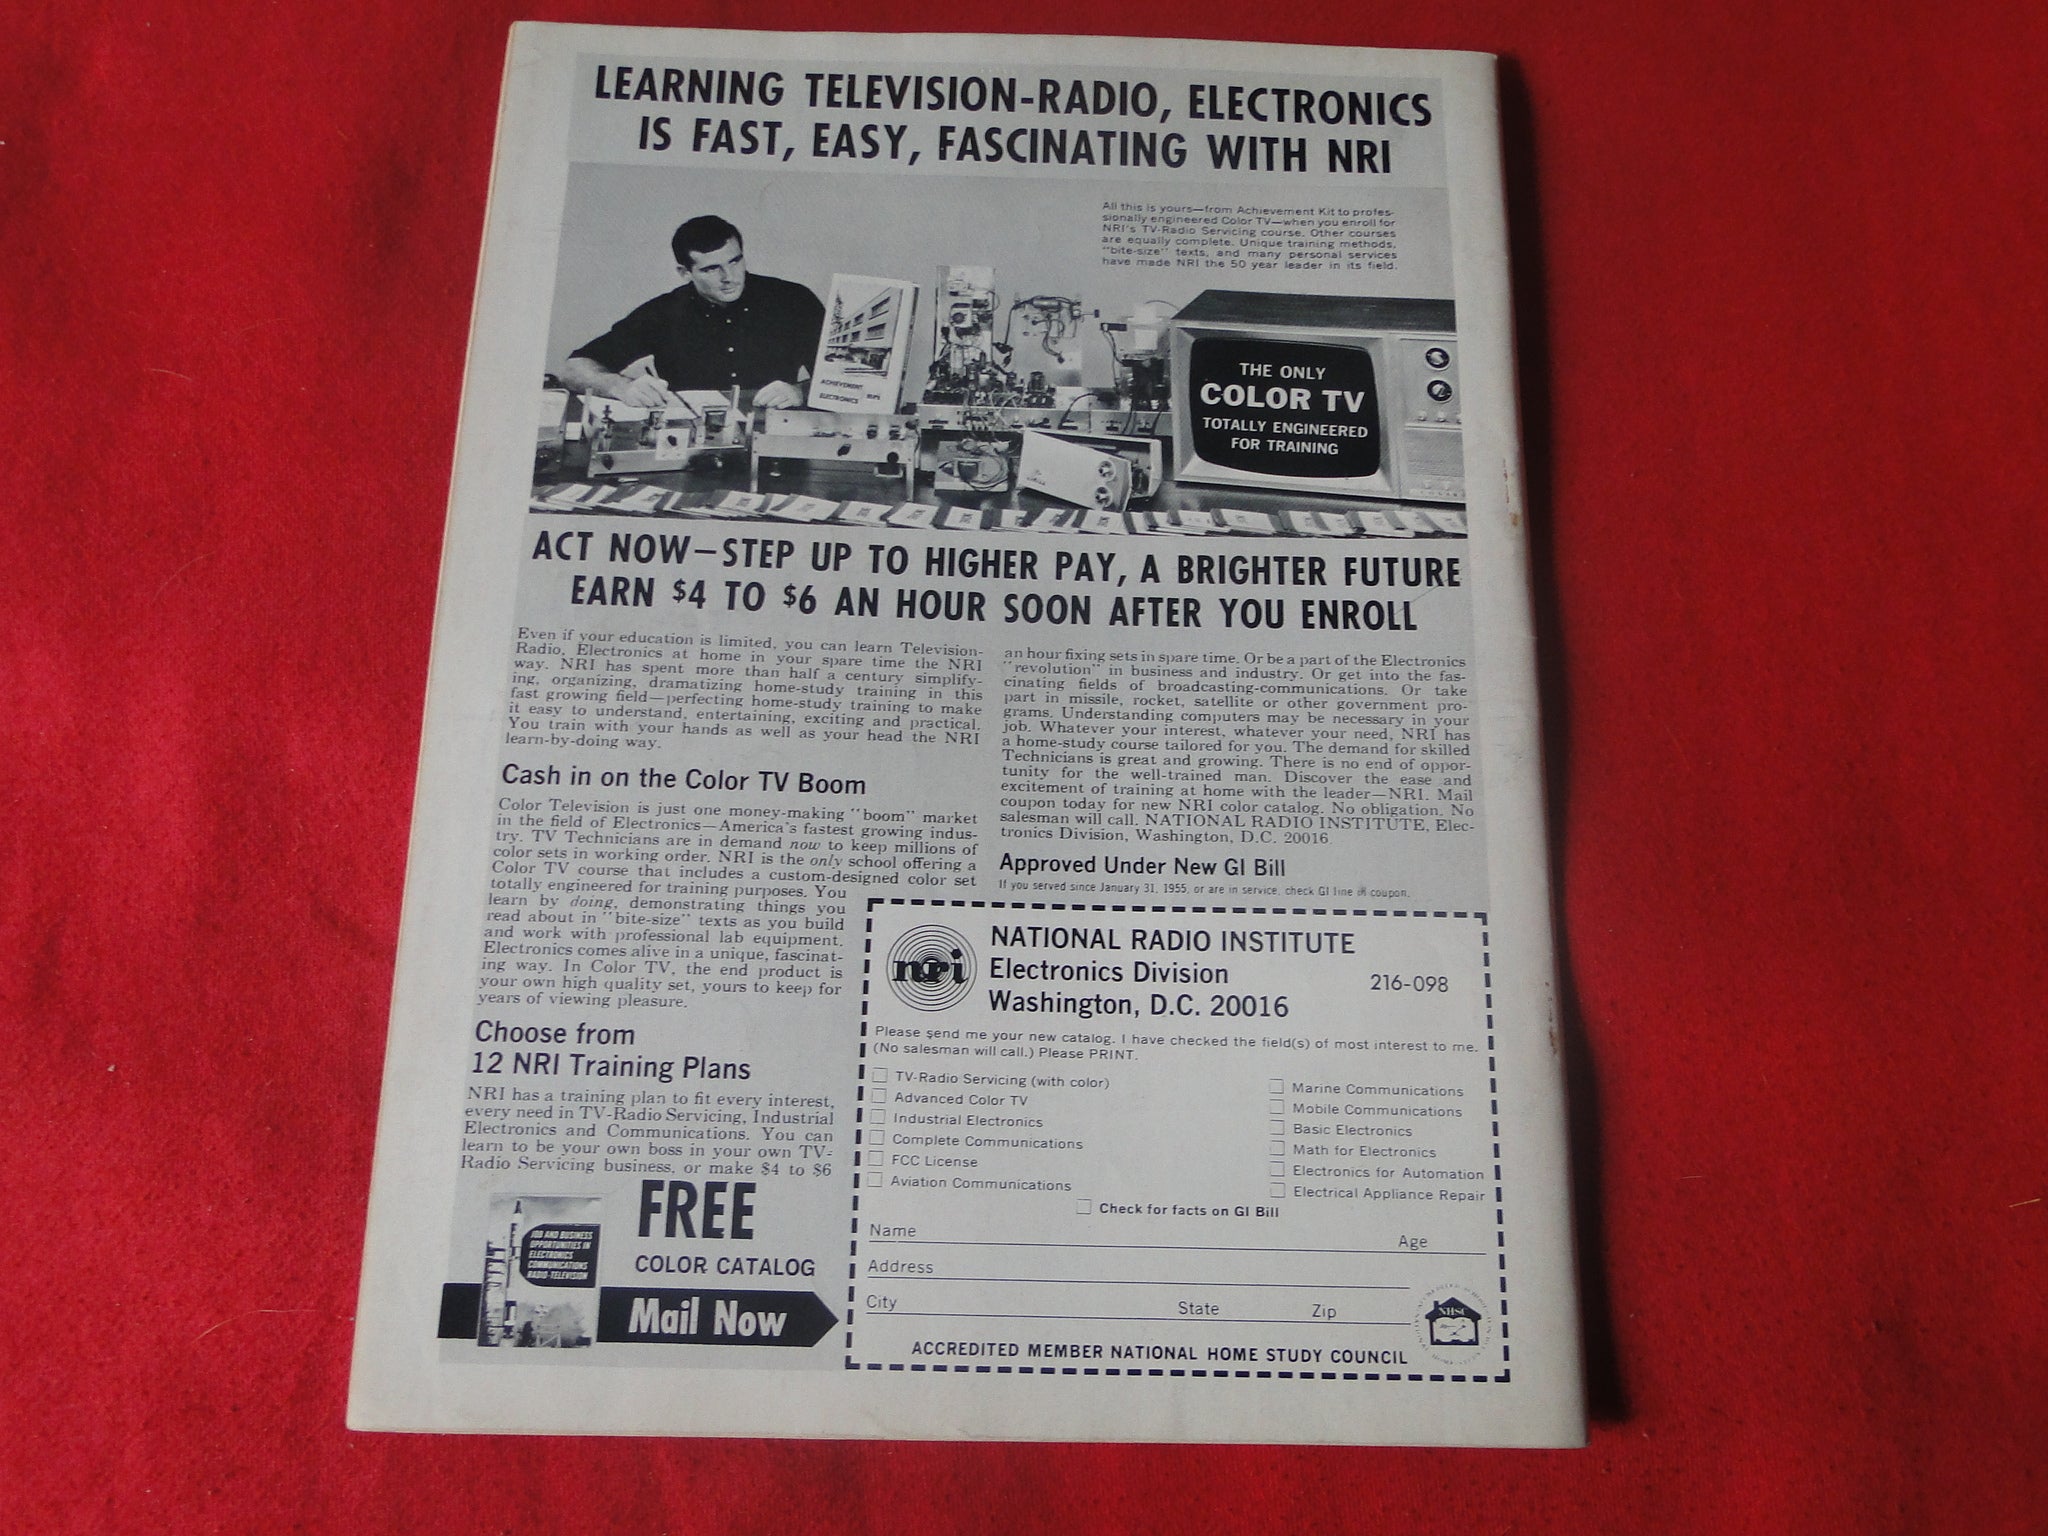 LEARNING TELEVISION-RADIO, ELECTRONICS
IS FAST, EASY, FASCINATING WITH NRI
All this is yours—from Achievement Kit to profes-
sionally engineered Color TV—when you enroll for
NRI's TV-Radio Servicing course. Other courses
are equally complete. Unique training methods,
"bite-size" texts, and many personal services
have made NRI the 50 year leader in its field.
ACHIEVEMENT
ELECTRONICS
THE ONLY
COLOR TV
TOTALLY ENGINEERED
FOR TRAINING
ACT NOW—STEP UP TO HIGHER PAY, A BRIGHTER FUTURE
EARN $4 TO $6 AN HOUR SOON AFTER YOU ENROLL
Even if your education is limited, you can learn Television-
Radio, Electronics at home in your spare time the NRI
way. NRI has spent more than half a century simplify-
ing, organizing, dramatizing home-study training in this
fast growing field—perfecting home-study training to make
it easy to understand, entertaining, exciting and practical.
You train with your hands as well as your head the NRI
learn-by-doing way.
Cash in on the Color TV Boom
Color Television is just one money-making "boom" market
in the field of Electronics—America's fastest growing indus-
try. TV Technicians are in demand now to keep millions of
color sets in working order. NRI is the only school offering a
Color TV course that includes a custom-designed color set
totally engineered for training purposes. You
learn by doing, demonstrating things you
read about in "bite-size" texts as you build
and work with professional lab equipment.
Electronics comes alive in a unique, fascinat-
ing way. In Color TV, the end product is
your own high quality set, yours to keep for
years of viewing pleasure.
Choose from
12 NRI Training Plans
NRI has a training plan to fit every interest,
every need in TV-Radio Servicing, Industrial
Electronics and Communications. You can
learn to be your own boss in your own TV-
Radio Servicing business, or make $4 to $6
an hour fixing sets in spare time. Or be a part of the Electronics
"revolution" in business and industry. Or get into the fas-
cinating fields of broadcasting-communications. Or take
part in missile, rocket, satellite or other government pro-
grams. Understanding computers may be necessary in your
job. Whatever your interest, whatever your need, NRI has
a home-study course tailored for you. The demand for skilled
Technicians is great and growing. There is no end of oppor-
tunity for the well-trained man. Discover the ease and
excitement of training at home with the leader—NRI. Mail
coupon today for new NRI color catalog. No obligation. No
salesman will call. NATIONAL RADIO INSTITUTE, Elec-
tronics Division, Washington, D.C. 20016.
Approved Under New GI Bill
If you served since January 31, 1955, or are in service, check GI line in coupon.
FREE
COLOR CATALOG
JOB AND BUSINESS
OPPORTUNITIES IN
ELECTRONICS
COMMUNICATIONS
RADIO-TELEVISION
Mail Now
nri
NATIONAL RADIO INSTITUTE
Electronics Division
Washington, D.C. 20016
216-098
Please send me your new catalog. I have checked the field(s) of most interest to me.
(No salesman will call.) Please PRINT.
TV-Radio Servicing (with color)
Advanced Color TV
Industrial Electronics
Complete Communications
FCC License
Aviation Communications
Marine Communications
Mobile Communications
Basic Electronics
Math for Electronics
Electronics for Automation
Electrical Appliance Repair
Check for facts on GI Bill
Name Age
Address
City State Zip
NHSC
ACCREDITED MEMBER NATIONAL HOME STUDY COUNCIL